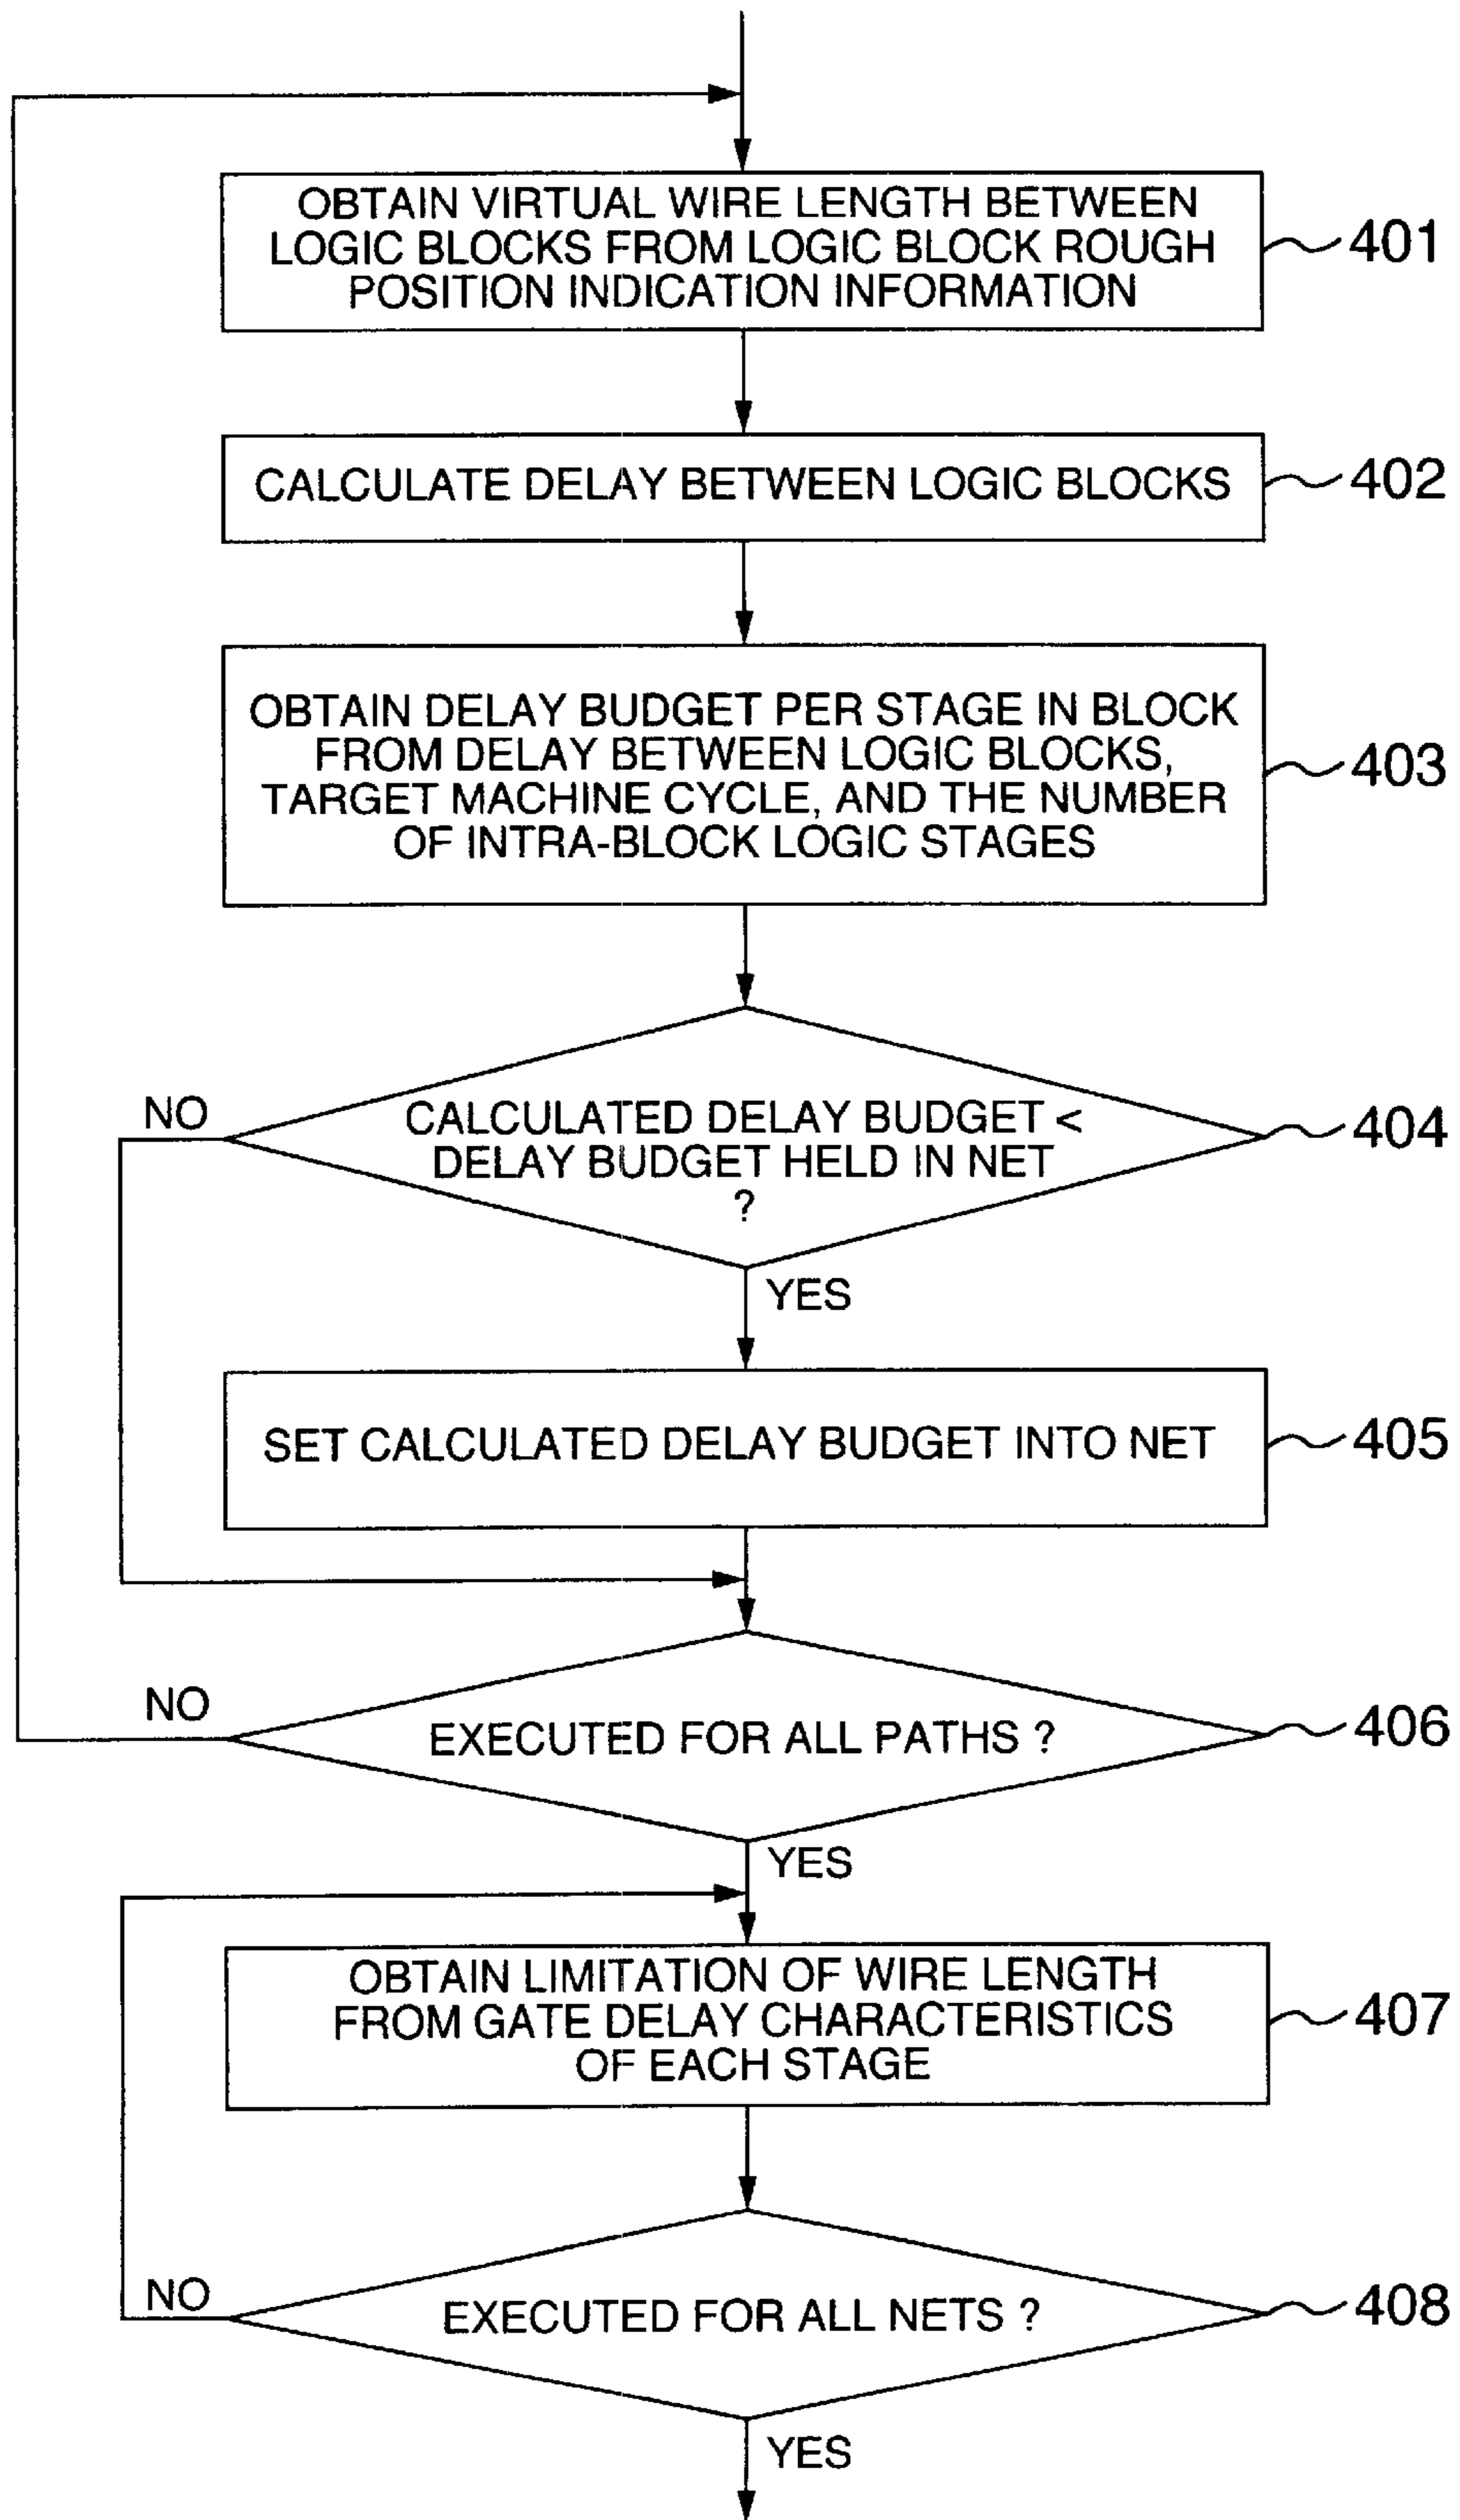 OBTAIN VIRTUAL WIRE LENGTH BETWEEN
LOGIC BLOCKS FROM LOGIC BLOCK ROUGH
POSITION INDICATION INFORMATION
401
CALCULATE DELAY BETWEEN LOGIC BLOCKS
402
OBTAIN DELAY BUDGET PER STAGE IN BLOCK
FROM DELAY BETWEEN LOGIC BLOCKS,
TARGET MACHINE CYCLE, AND THE NUMBER
OF INTRA-BLOCK LOGIC STAGES
403
NO
CALCULATED DELAY BUDGET <
DELAY BUDGET HELD IN NET
?
404
YES
SET CALCULATED DELAY BUDGET INTO NET
405
NO
EXECUTED FOR ALL PATHS ?
406
YES
OBTAIN LIMITATION OF WIRE LENGTH
FROM GATE DELAY CHARACTERISTICS
OF EACH STAGE
407
NO
EXECUTED FOR ALL NETS ?
408
YES